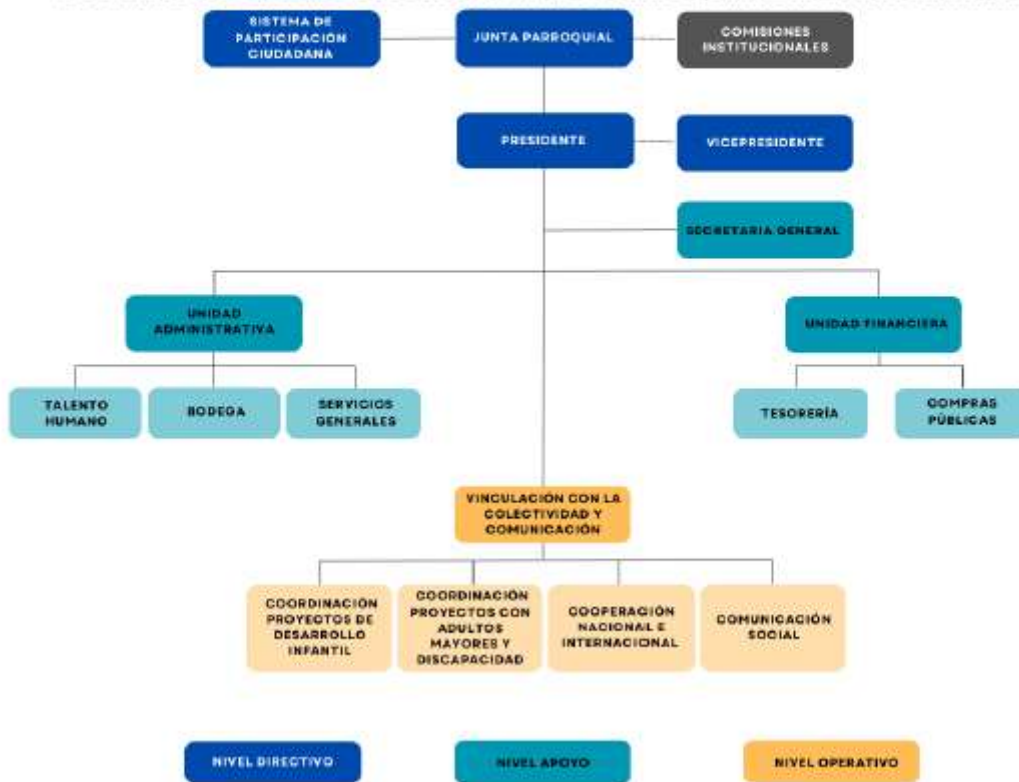 SISTEMA DE
PARTICIPACIÓN
CIUDADANA
JUNTA PARROQUIAL
COMISIONES
INSTITUCIONALES
PRESIDENTE
VICEPRESIDENTE
SECRETARIA GENERAL
UNIDAD
ADMINISTRATIVA
UNIDAD FINANCIERA
TALENTO
HUMANO
BODEGA
SERVICIOS
GENERALES
TESORERÍA
COMPRAS
PÚBLICAS
VINCULACIÓN CON LA
COLECTIVIDAD Y
COMUNICACIÓN
COORDINACIÓN
PROYECTOS DE
DESARROLLO
INFANTIL
COORDINACIÓN
PROYECTOS CON
ADULTOS
MAYORES Y
DISCAPACIDAD
COOPERACIÓN
NACIONAL E
INTERNACIONAL
COMUNICACIÓN
SOCIAL
NIVEL DIRECTIVO
NIVEL APOYO
NIVEL OPERATIVO